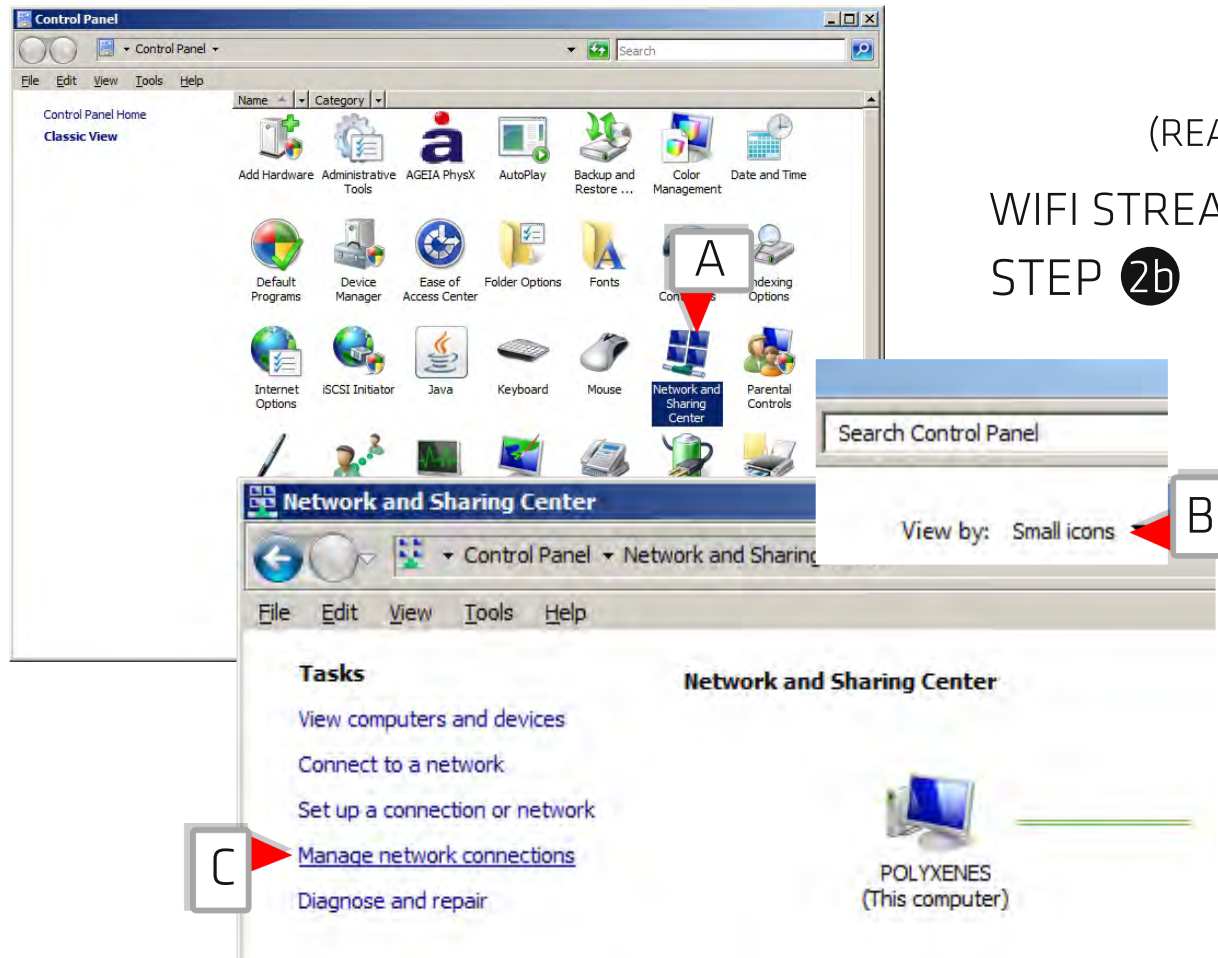 Control Panel
Control Panel
Search
File Edit View Tools Help
Control Panel Home
Classic View
Name Category
Add Hardware
Administrative
Tools
AGEIA PhysX
AutoPlay
Backup and
Restore ...
Color
Management
Date and Time
Default
Programs
Device
Manager
Ease of
Access Center
Folder Options
Fonts
A
Options
Internet
Options
iSCSI Initiator
Java
Keyboard
Mouse
Network and
Sharing
Center
Parental
Controls
(REA
WIFI STREA
STEP 2b
Search Control Panel
View by: Small icons
B
Network and Sharing Center
Control Panel Network and Sharing
File Edit View Tools Help
Tasks
View computers and devices
Connect to a network
Set up a connection or network
C
Manage network connections
Diagnose and repair
Network and Sharing Center
POLYXENES
(This computer)